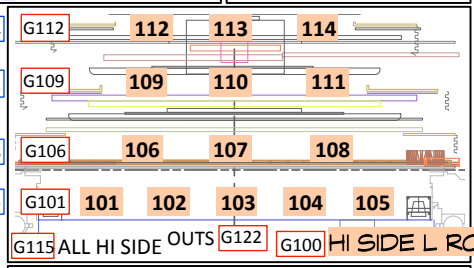 G112 112 113 114
G109 109 110 111
G106 106 107 108
G101 101 102 103 104 105
G115 ALL HI SIDE OUTS G122 G100 HI SIDE L